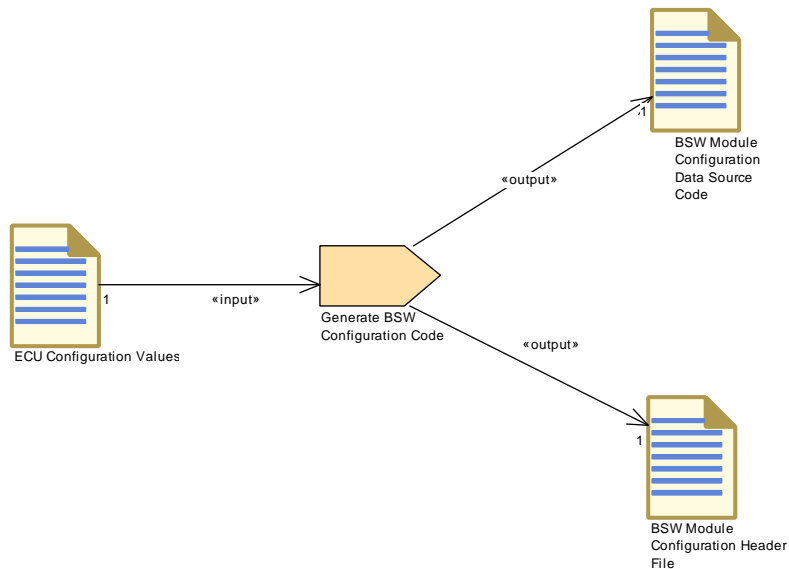 1
BSW Module
Configuration
Data Source
Code
«output»
1
«input»
Generate BSW
Configuration Code
ECU Configuration Values
«output»
1
BSW Module
Configuration Header
File